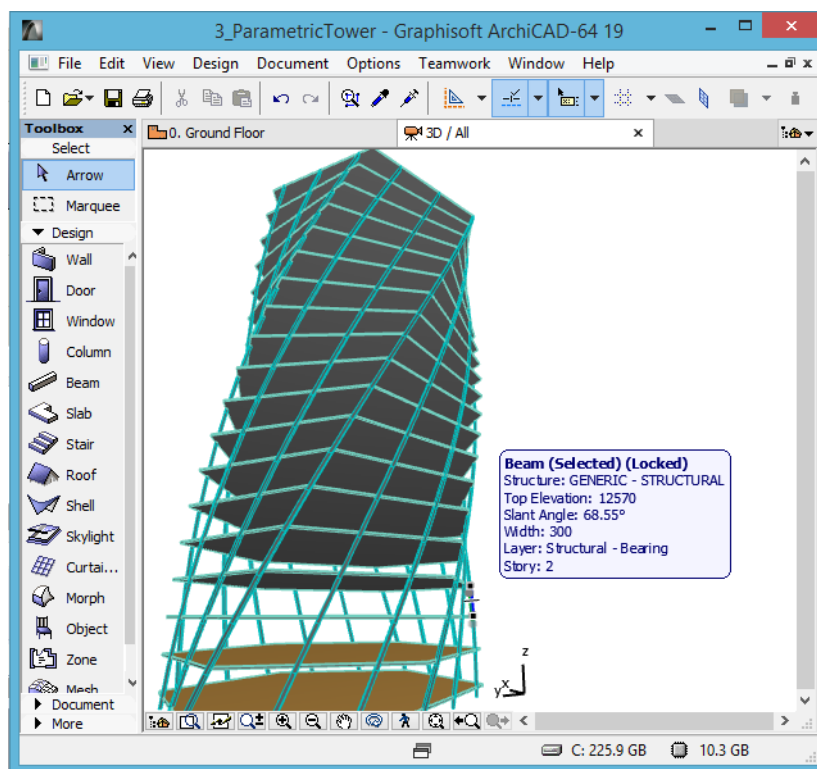 3_ParametricTower - Graphisoft ArchiCAD-64 19
File Edit View Design Document Options Teamwork Window Help
Toolbox x
0. Ground Floor
3D / All
Select
Arrow
Marquee
Design
Wall
Door
Window
Column
Beam
Slab
Stair
Roof
Shell
Skylight
Curtai...
Morph
Object
Zone
Mesh
Document
More
Beam (Selected) (Locked)
Structure: GENERIC - STRUCTURAL
Top Elevation: 12570
Slant Angle: 68.55°
Width: 300
Layer: Structural - Bearing
Story: 2
z
y x
C: 225.9 GB
10.3 GB